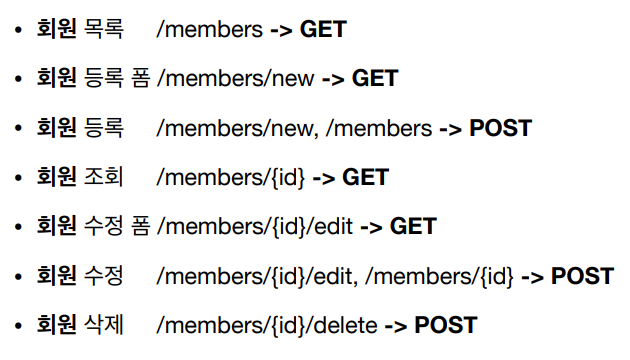 • 회원 목록 /members -> GET
• 회원 등록 폼 /members/new -> GET
• 회원 등록 /members/new, /members -> POST
• 회원 조회 /members/{id} -> GET
• 회원 수정 폼 /members/{id}/edit -> GET
• 회원 수정 /members/{id}/edit, /members/{id} -> POST
• 회원 삭제 /members/{id}/delete -> POST